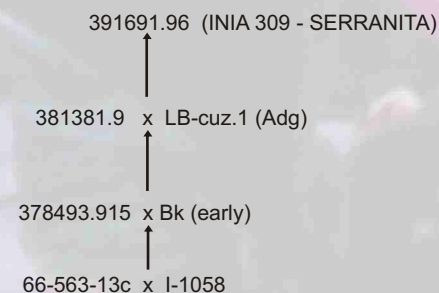 391691.96 (INIA 309 - SERRANITA)
381381.9 x LB-cuz.1 (Adg)
378493.915 x Bk (early)
66-563-13c x I-1058